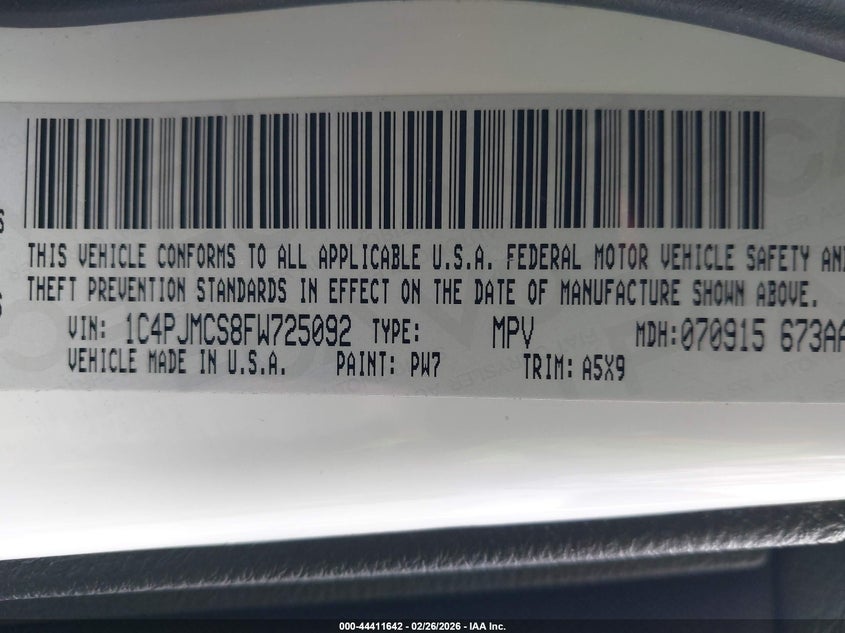 THIS VEHICLE CONFORMS TO ALL APPLICABLE U.S.A. FEDERAL MOTOR VEHICLE SAFETY AND
THEFT PREVENTION STANDARDS IN EFFECT ON THE DATE OF MANUFACTURE SHOWN ABOVE.
VIN: 1C4PJMCS8FW725092 TYPE: MPV MDH:070915 673AA
VEHICLE MADE IN U.S.A. PAINT: PW7 TRIM: A5X9
000-44411642 - 02/26/2026 - IAA Inc.